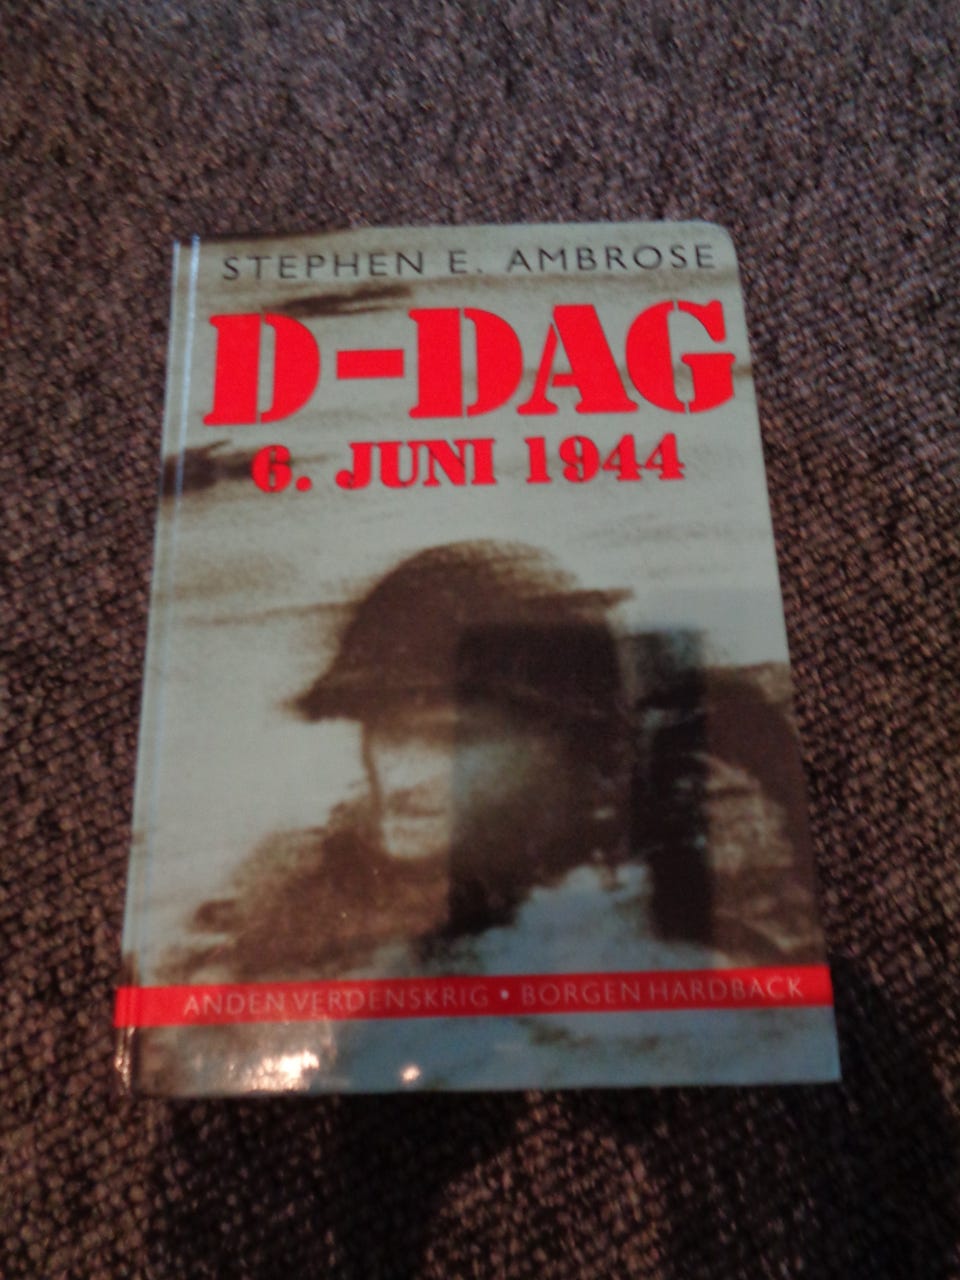 STEPHEN E. AMBROSE
D-DAG
6. JUNI 1944
ANDEN VERDENSKRIG • BORGEN HARDBACK